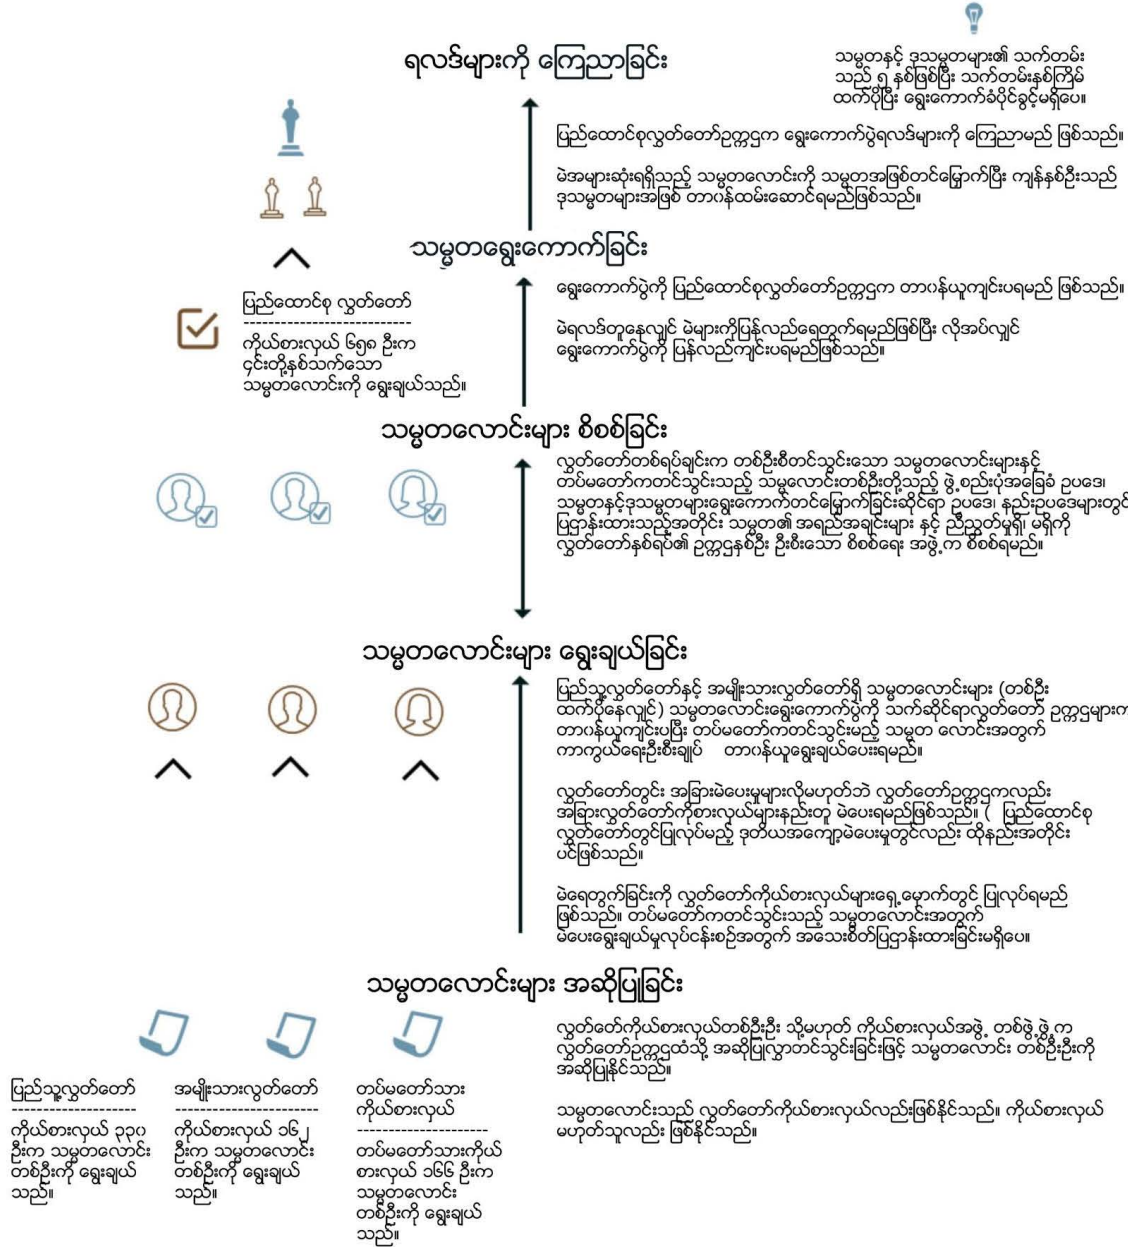 ရလဒ်များကို ကြေညာခြင်း
သမ္မတနှင့် ဒုသမ္မတများ၏ သက်တမ်း
သည် ၅ နှစ်ဖြစ်ပြီး သက်တမ်းနှစ်ကြိမ်
ထက်ပိုပြီး ရွေးကောက်ခံပိုင်ခွင့်မရှိပေ။
ပြည်ထောင်စုလွှတ်တော်ဥက္ကဌက ရွေးကောက်ပွဲရလဒ်များကို ကြေညာမည် ဖြစ်သည်။
မဲအများဆုံးရရှိသည့် သမ္မတလောင်းကို သမ္မတအဖြစ်တင်မြှောက်ပြီး ကျန်နှစ်ဦးသည်
ဒုသမ္မတများအဖြစ် တာဝန်ထမ်းဆောင်ရမည်ဖြစ်သည်။
သမ္မတရွေးကောက်ခြင်း
ပြည်ထောင်စု လွှတ်တော်
---------------------------
ကိုယ်စားလှယ် ၆၅၈ ဦးက
၄င်းတို့နှစ်သက်သော
သမ္မတလောင်းကို ရွေးချယ်သည်။
ရွေးကောက်ပွဲကို ပြည်ထောင်စုလွှတ်တော်ဥက္ကဌက တာဝန်ယူကျင်းပရမည် ဖြစ်သည်။
မဲရလဒ်တူနေလျှင် မဲများကိုပြန်လည်ရေတွက်ရမည်ဖြစ်ပြီး လိုအပ်လျှင်
ရွေးကောက်ပွဲကို ပြန်လည်ကျင်းပရမည်ဖြစ်သည်။
သမ္မတလောင်းများ စိစစ်ခြင်း
လွှတ်တော်တစ်ရပ်ချင်းက တစ်ဦးစီတင်သွင်းသော သမ္မတလောင်းများနှင့်
တပ်မတော်ကတင်သွင်းသည့် သမ္မလောင်းတစ်ဦးတို့သည် ဖွဲ့စည်းပုံအခြေခံ ဥပဒေ၊
သမ္မတနှင့်ဒုသမ္မတများရွေးကောက်တင်မြှောက်ခြင်းဆိုင်ရာ ဥပဒေ၊ နည်းဥပဒေများတွင်
ပြဌာန်းထားသည့်အတိုင်း သမ္မတ၏ အရည်အချင်းများ နှင့် ညီညွှတ်မှုရှိ၊ မရှိကို
လွှတ်တော်နှစ်ရပ်၏ ဥက္ကဌနှစ်ဦး ဦးစီးသော စိစစ်ရေး အဖွဲ့က စိစစ်ရမည်။
သမ္မတလောင်းများ ရွေးချယ်ခြင်း
ပြည်သူ့လွှတ်တော်နှင့် အမျိုးသားလွှတ်တော်ရှိ သမ္မတလောင်းများ (တစ်ဦး
ထက်ပိုနေလျှင်) သမ္မတလောင်းရွေးကောက်ပွဲကို သက်ဆိုင်ရာလွှတ်တော် ဥက္ကဌများက
တာဝန်ယူကျင်းပပြီး တပ်မတော်ကတင်သွင်းမည့် သမ္မတ လောင်းအတွက်
ကာကွယ်ရေးဦးစီးချုပ် တာဝန်ယူရွေးချယ်ပေးရမည်။
လွှတ်တော်တွင်း အခြားမဲပေးမှုများလိုမဟုတ်ဘဲ လွှတ်တော်ဥက္ကဌကလည်း
အခြားလွှတ်တော်ကိုစားလှယ်များနည်းတူ မဲပေးရမည်ဖြစ်သည်။ ( ပြည်ထောင်စု
လွှတ်တော်တွင်ပြုလုပ်မည့် ဒုတိယအကျော့မဲပေးမှုတွင်လည်း ထိုနည်းအတိုင်း
ပင်ဖြစ်သည်။
မဲရေတွက်ခြင်းကို လွှတ်တော်ကိုယ်စားလှယ်များရှေ့မှောက်တွင် ပြုလုပ်ရမည်
ဖြစ်သည်။ တပ်မတော်ကတင်သွင်းသည့် သမ္မတလောင်းအတွက်
မဲပေးရွေးချယ်မှုလုပ်ငန်းစဉ်အတွက် အသေးစိတ်ပြဌာန်းထားခြင်းမရှိပေ။
သမ္မတလောင်းများ အဆိုပြုခြင်း
လွှတ်တော်ကိုယ်စားလှယ်တစ်ဦးဦး သို့မဟုတ် ကိုယ်စားလှယ်အဖွဲ့ တစ်ဖွဲ့ဖွဲ့က
လွှတ်တော်ဥက္ကဌထံသို့ အဆိုပြုလွှာတင်သွင်းခြင်းဖြင့် သမ္မတလောင်း တစ်ဦးဦးကို
အဆိုပြုနိုင်သည်။
သမ္မတလောင်းသည် လွှတ်တော်ကိုယ်စားလှယ်လည်းဖြစ်နိုင်သည်။ ကိုယ်စားလှယ်
မဟုတ်သူလည်း ဖြစ်နိုင်သည်။
ပြည်သူ့လွှတ်တော်
--------------------
ကိုယ်စားလှယ် ၃၃၀
ဦးက သမ္မတလောင်း
တစ်ဦးကို ရွေးချယ်
သည်။
အမျိုးသားလွတ်တော်
-----------------------
ကိုယ်စားလှယ် ၁၆၂
ဦးက သမ္မတလောင်း
တစ်ဦးကို ရွေးချယ်
သည်။
တပ်မတော်သား
ကိုယ်စားလှယ်
---------------------
တပ်မတော်သားကိုယ်
စားလှယ် ၁၆၆ ဦးက
သမ္မတလောင်း
တစ်ဦးကို ရွေးချယ်
သည်။